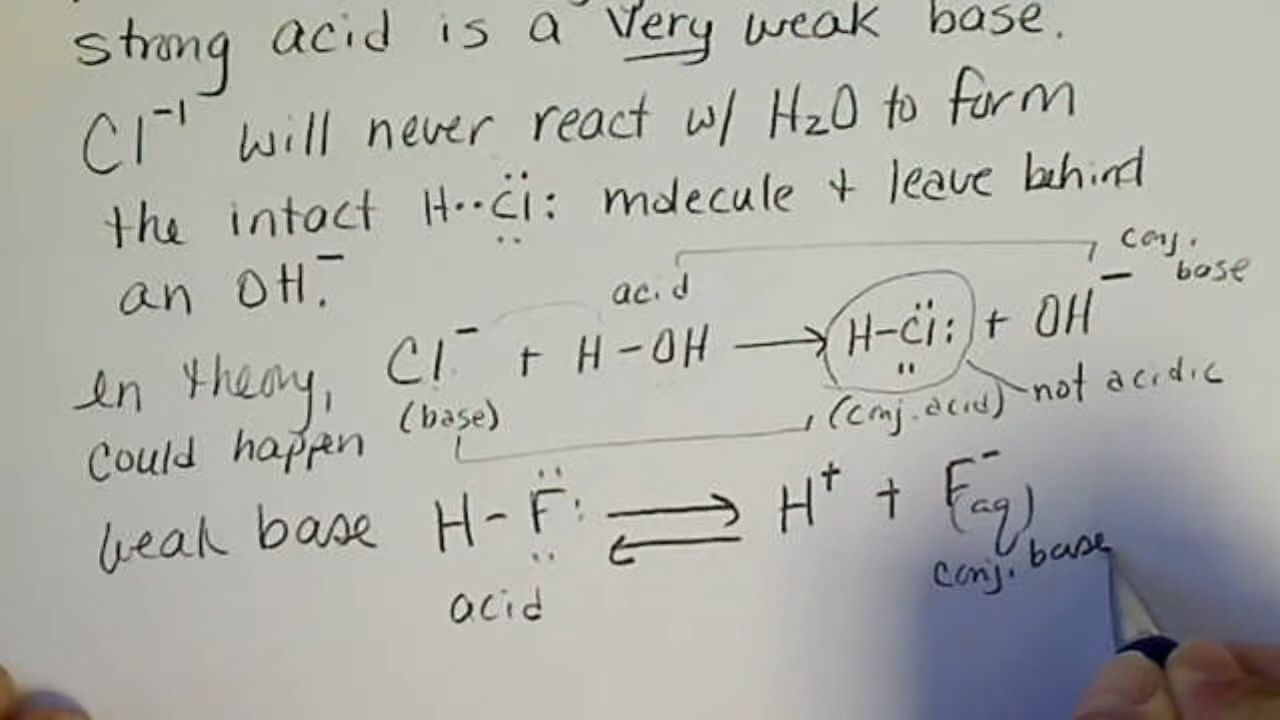 strong acid is a very weak base.
Cl⁻¹ will never react w/ H₂O to form
the intact H··C̈l: molecule + leave behind
an OH⁻.
conj. base
acid
In theory, Cl⁻ + H-OH → H-C̈l: + OH⁻
could happen (base) (conj. acid) not acidic
weak base H-F̈: ⇌ H⁺ + F⁻(aq)
acid conj. base